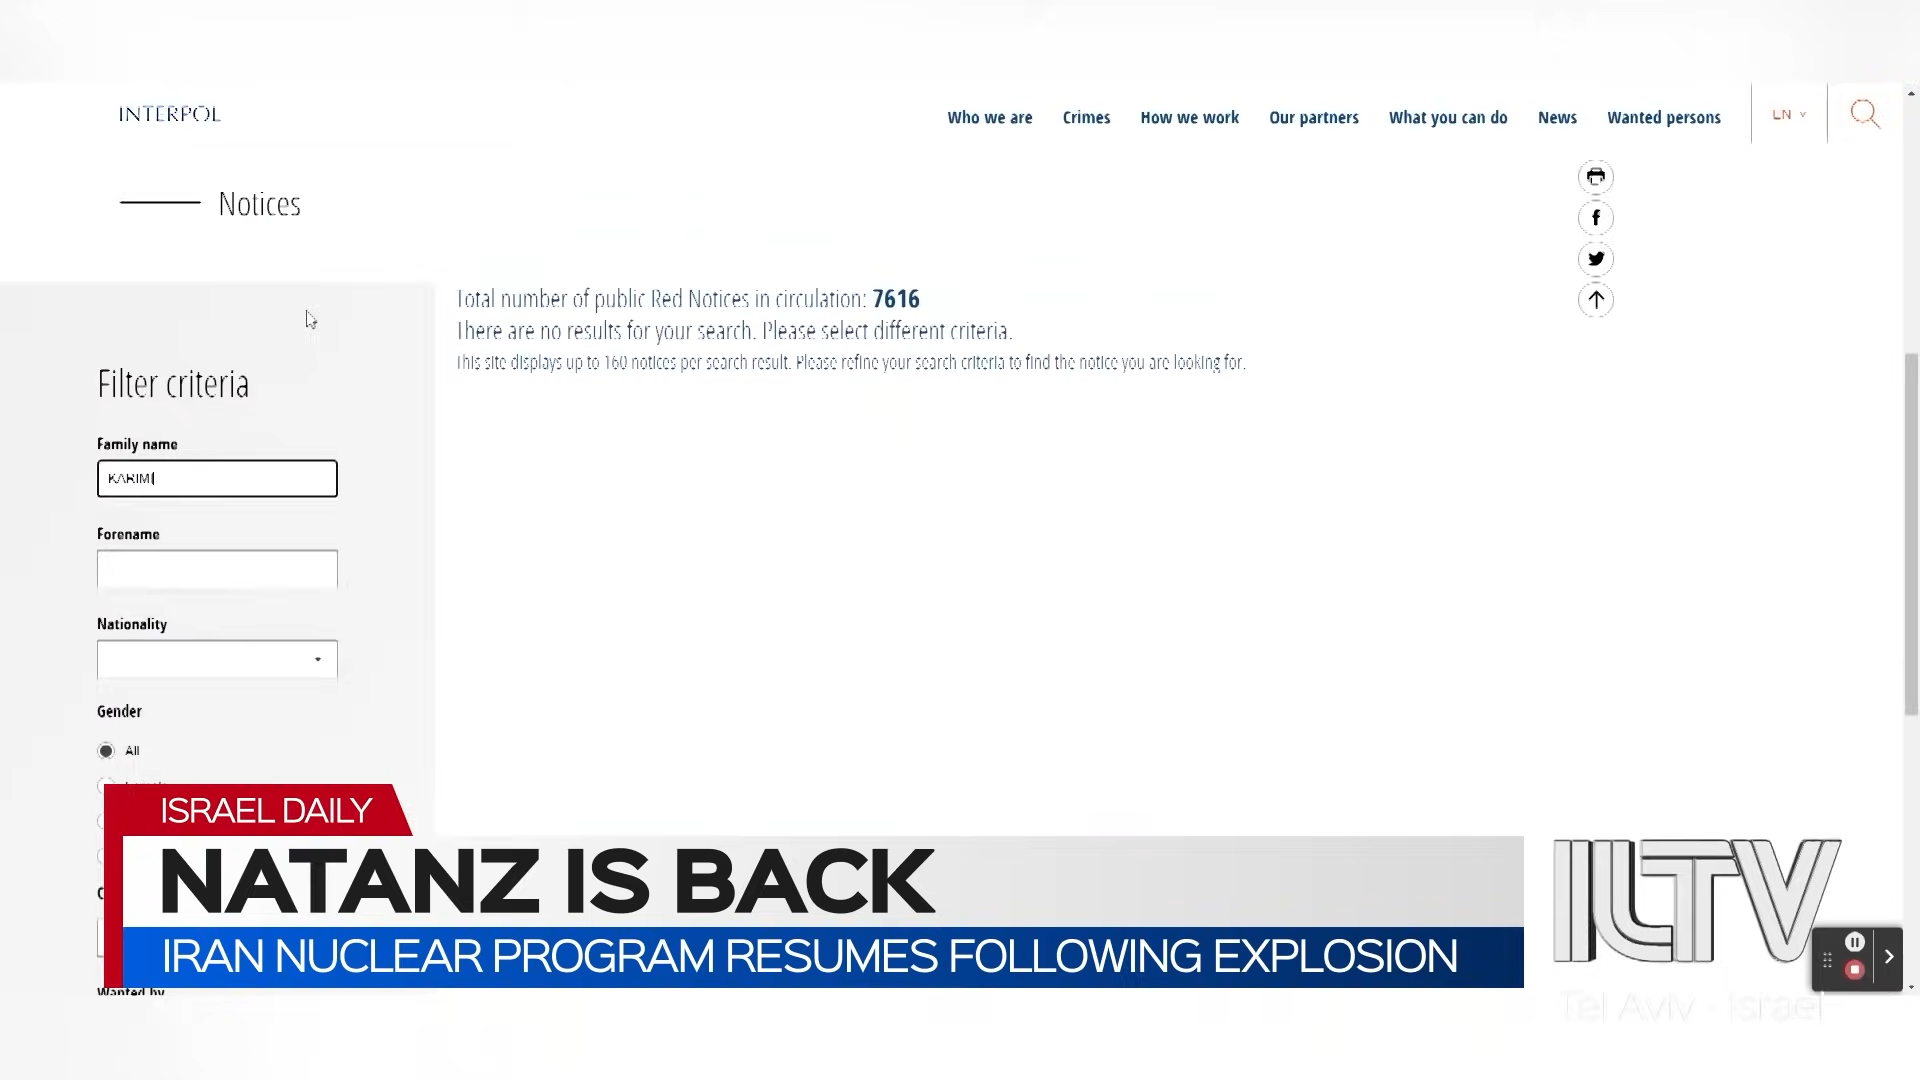 INTERPOL
Who we are Crimes How we work Our partners What you can do News Wanted persons
Notices
Total number of public Red Notices in circulation: 7616
There are no results for your search. Please select different criteria.
This site displays up to 160 notices per search result. Please refine your search criteria to find the notice you are looking for.
Filter criteria
Family name
KARIMI
Forename
Nationality
Gender
All
ISRAEL DAILY
NATANZ IS BACK
IRAN NUCLEAR PROGRAM RESUMES FOLLOWING EXPLOSION
ILTV
Tel Aviv - Israel
Wanted by